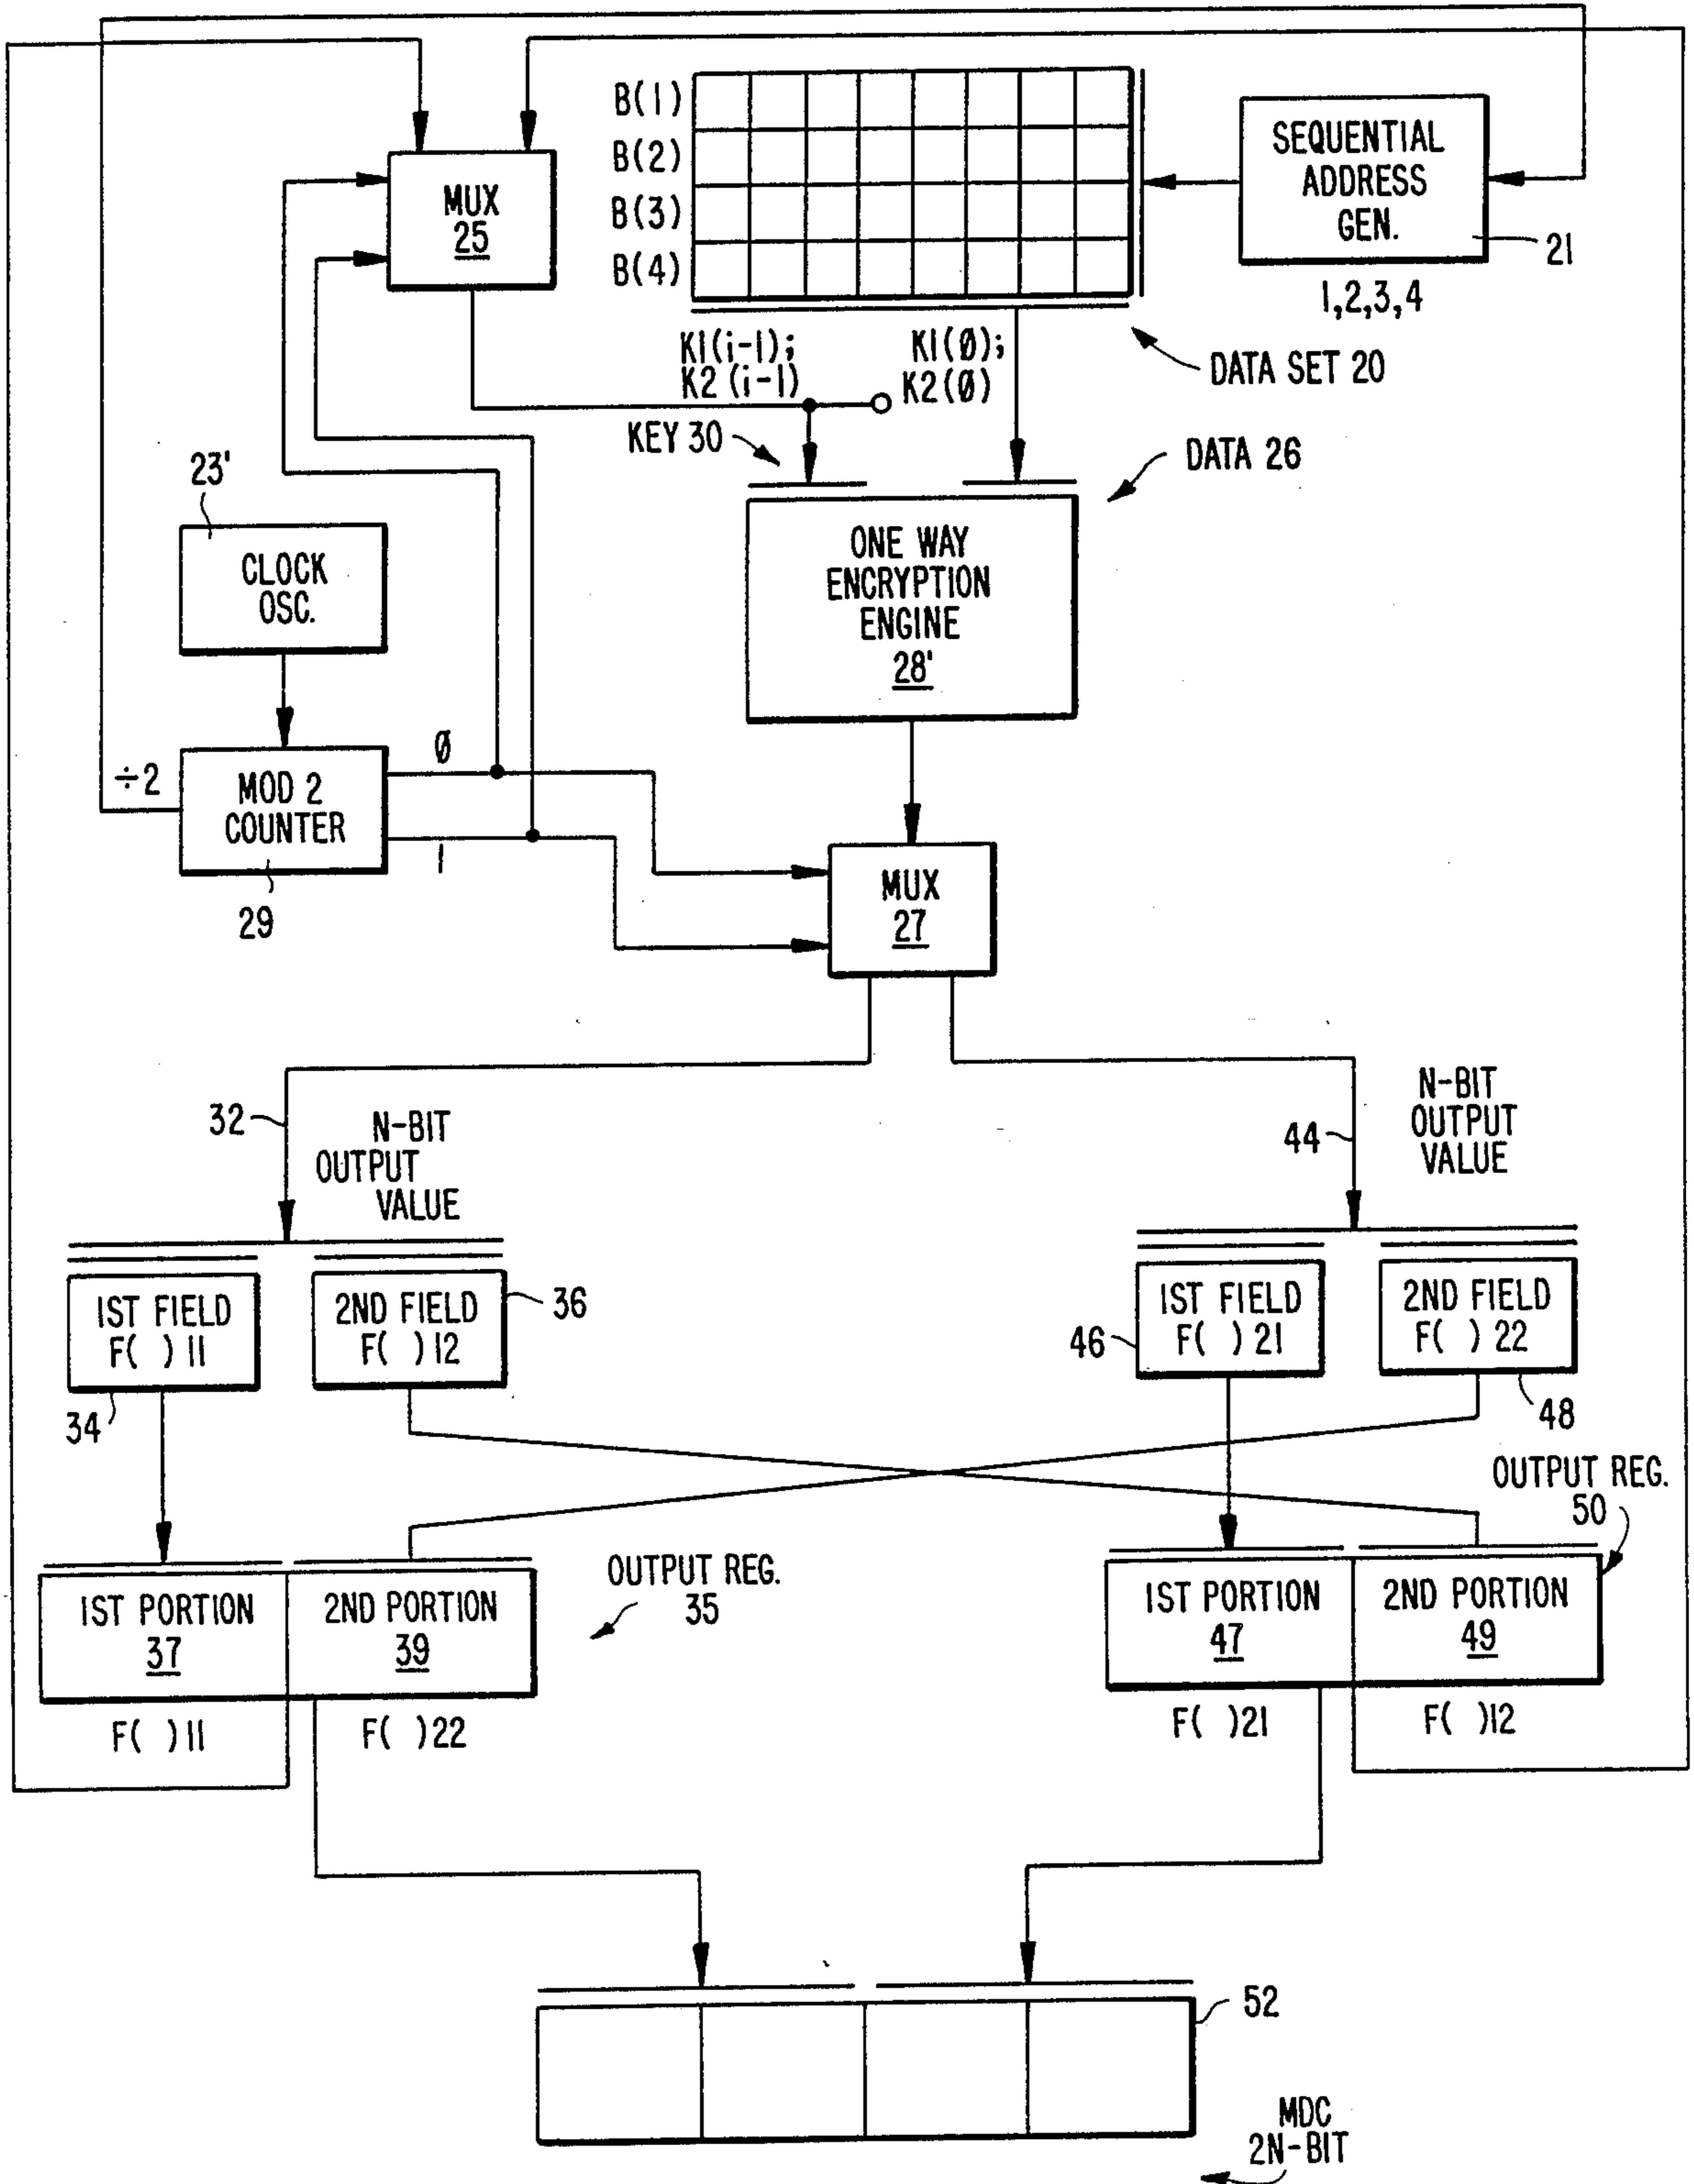 B(1)
B(2)
B(3)
B(4)
SEQUENTIAL
ADDRESS
GEN.
21
1,2,3,4
MUX
25
K1(i-1);
K2(i-1)
K1(Ø);
K2(Ø)
DATA SET 20
KEY 30
DATA 26
23'
CLOCK
OSC.
ONE WAY
ENCRYPTION
ENGINE
28'
÷2
MOD 2
COUNTER
29
Ø
1
MUX
27
32
N-BIT
OUTPUT
VALUE
44
N-BIT
OUTPUT
VALUE
1ST FIELD
F( )11
34
2ND FIELD
F( )12
36
1ST FIELD
F( )21
46
2ND FIELD
F( )22
48
OUTPUT REG.
50
OUTPUT REG.
35
1ST PORTION
37
2ND PORTION
39
1ST PORTION
47
2ND PORTION
49
F( )11
F( )22
F( )21
F( )12
52
MDC
2N-BIT